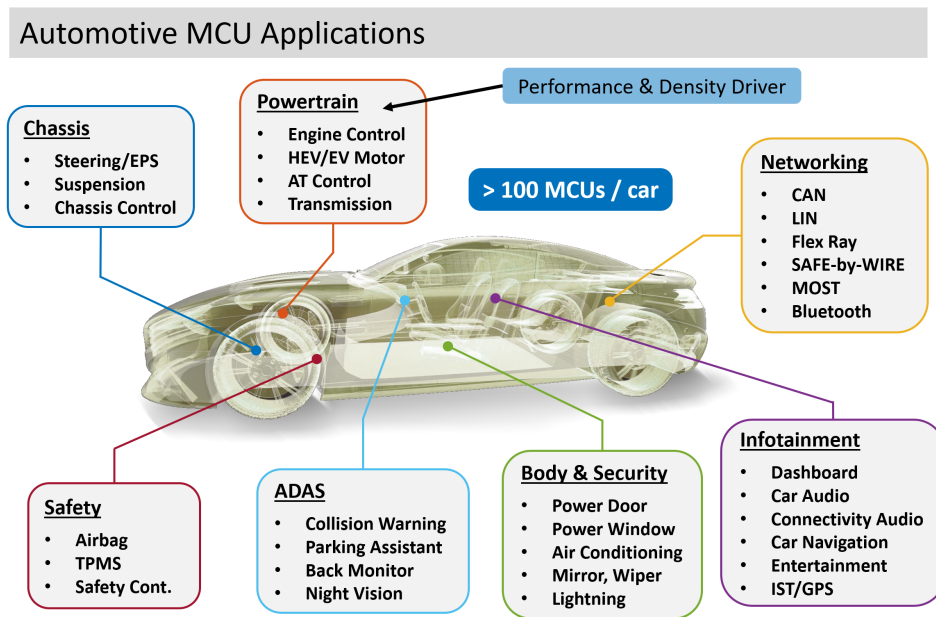 Automotive MCU Applications
Performance & Density Driver
Powertrain
• Engine Control
• HEV/EV Motor
• AT Control
• Transmission
Chassis
• Steering/EPS
• Suspension
• Chassis Control
> 100 MCUs / car
Networking
• CAN
• LIN
• Flex Ray
• SAFE-by-WIRE
• MOST
• Bluetooth
Safety
• Airbag
• TPMS
• Safety Cont.
ADAS
• Collision Warning
• Parking Assistant
• Back Monitor
• Night Vision
Body & Security
• Power Door
• Power Window
• Air Conditioning
• Mirror, Wiper
• Lightning
Infotainment
• Dashboard
• Car Audio
• Connectivity Audio
• Car Navigation
• Entertainment
• IST/GPS